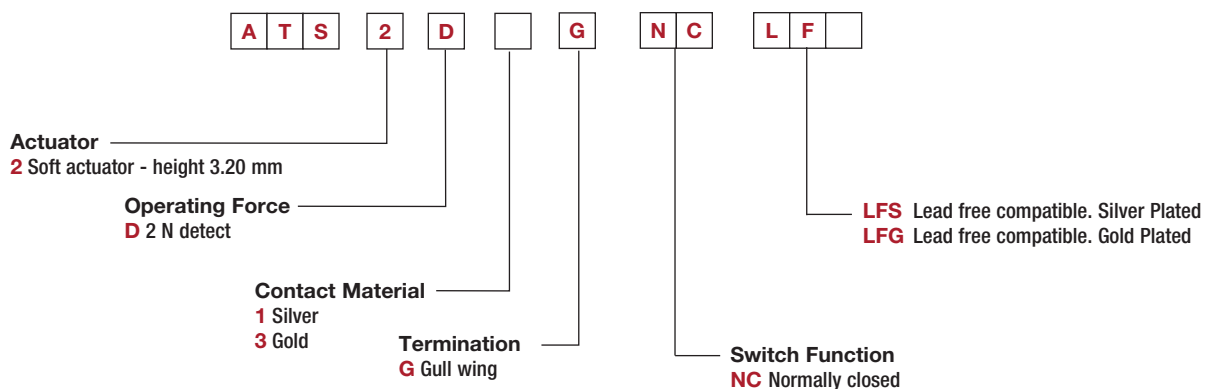 A T S 2 D G N C L F
Actuator
2 Soft actuator - height 3.20 mm
Operating Force
D 2 N detect
LFS Lead free compatible. Silver Plated
LFG Lead free compatible. Gold Plated
Contact Material
1 Silver
3 Gold
Termination
G Gull wing
Switch Function
NC Normally closed